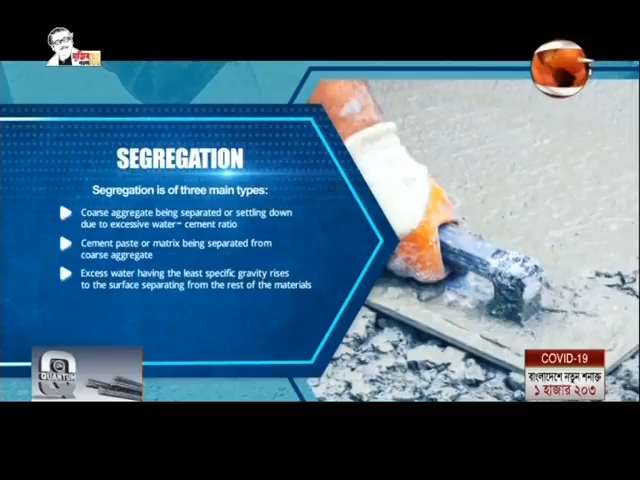 SEGREGATION
Segregation is of three main types:
Coarse aggregate being separated or settling down
due to excessive water- cement ratio
Cement paste or matrix being separated from
coarse aggregate
Excess water having the least specific gravity rises
to the surface separating from the rest of the materials
QUANTUM
COVID-19
বাংলাদেশে নতুন শনাক্ত
১ হাজার ২০৩